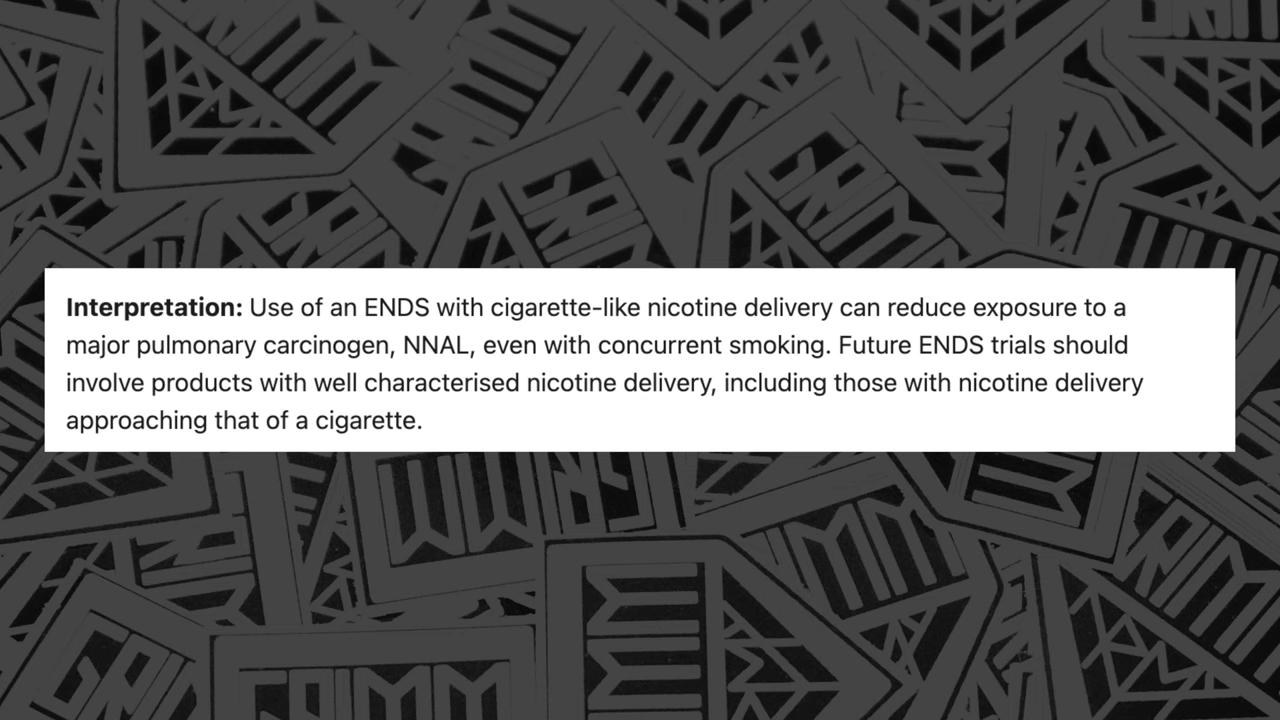 Interpretation: Use of an ENDS with cigarette-like nicotine delivery can reduce exposure to a
major pulmonary carcinogen, NNAL, even with concurrent smoking. Future ENDS trials should
involve products with well characterised nicotine delivery, including those with nicotine delivery
approaching that of a cigarette.